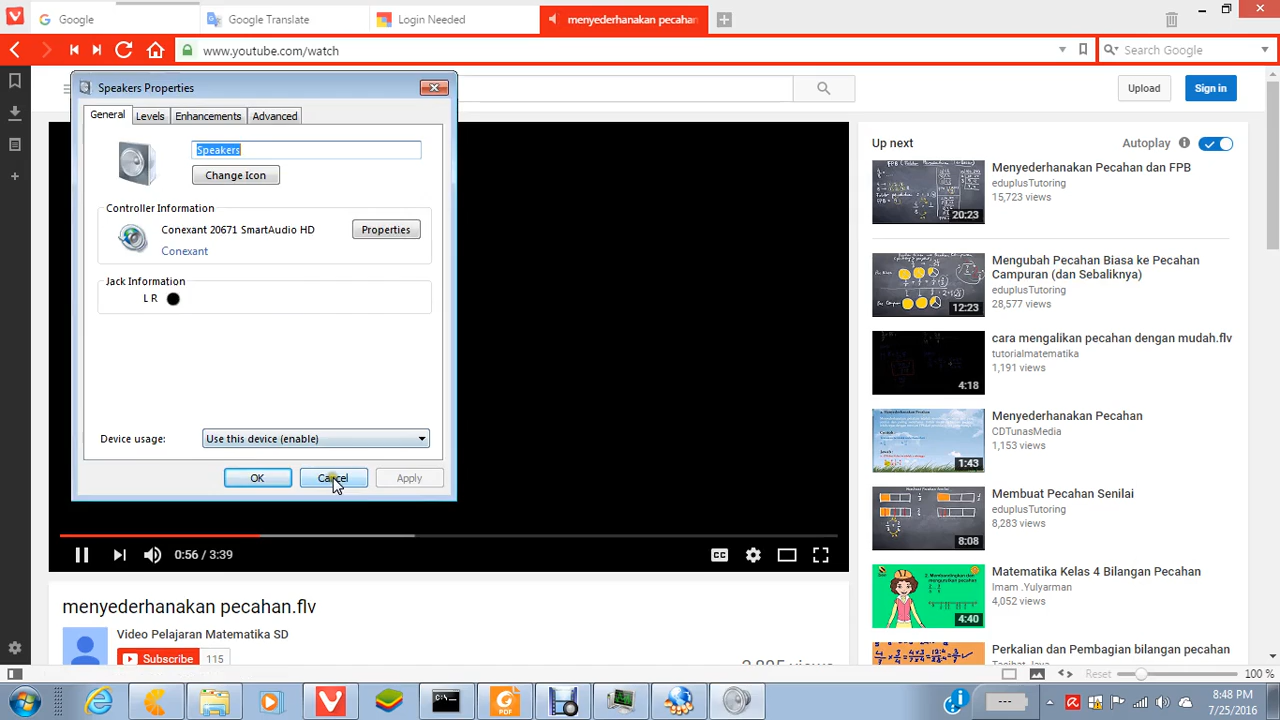 Google
Google Translate
Login Needed
menyederhanakan pecahan
www.youtube.com/watch
Search Google
Speakers Properties
General
Levels
Enhancements
Advanced
Speakers
Change Icon
Controller Information
Conexant 20671 SmartAudio HD
Properties
Conexant
Jack Information
L R
Device usage:
Use this device (enable)
OK
Cancel
Apply
0:56 / 3:39
CC
menyederhanakan pecahan.flv
Video Pelajaran Matematika SD
Subscribe
115
Upload
Sign in
Up next
Autoplay
20:23
Menyederhanakan Pecahan dan FPB
eduplusTutoring
15,723 views
12:23
Mengubah Pecahan Biasa ke Pecahan
Campuran (dan Sebaliknya)
eduplusTutoring
28,577 views
4:18
cara mengalikan pecahan dengan mudah.flv
tutorialmatematika
1,191 views
1:43
Menyederhanakan Pecahan
CDTunasMedia
1,153 views
8:08
Membuat Pecahan Senilai
eduplusTutoring
8,283 views
4:40
Matematika Kelas 4 Bilangan Pecahan
Imam .Yulyarman
4,052 views
Perkalian dan Pembagian bilangan pecahan
Reset
100 %
PDF
8:48 PM
7/25/2016